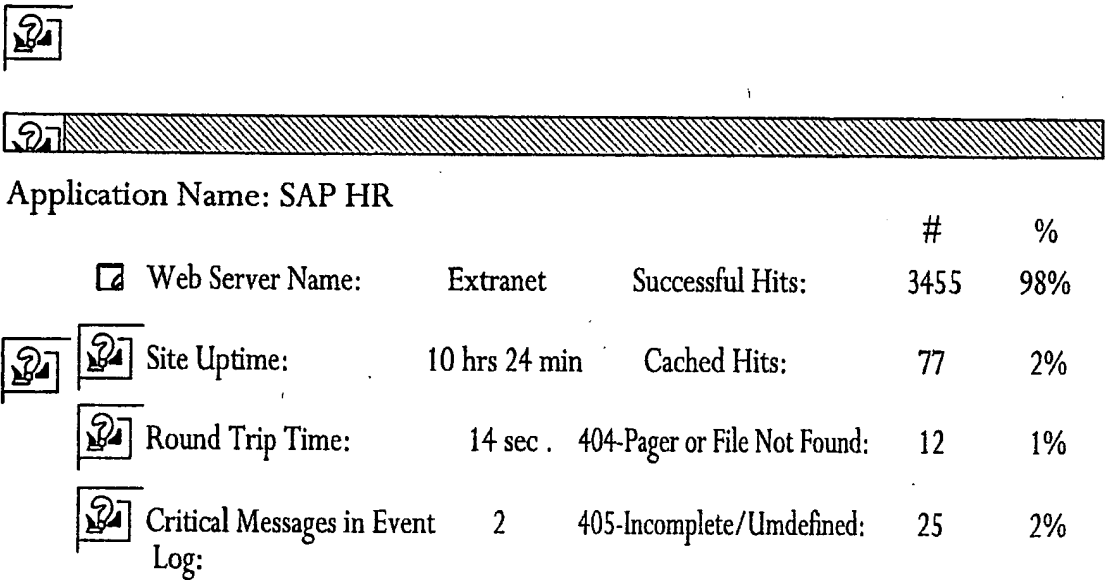 Application Name: SAP HR
# %
Web Server Name: Extranet Successful Hits: 3455 98%
Site Uptime: 10 hrs 24 min Cached Hits: 77 2%
Round Trip Time: 14 sec . 404-Pager or File Not Found: 12 1%
Critical Messages in Event 2 405-Incomplete/Umdefined: 25 2%
Log: